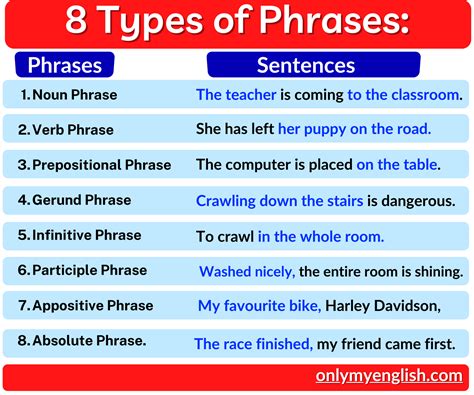 8 Types of Phrases:
Phrases Sentences
1. Noun Phrase The teacher is coming to the classroom.
2. Verb Phrase She has left her puppy on the road.
3. Prepositional Phrase The computer is placed on the table.
4. Gerund Phrase Crawling down the stairs is dangerous.
5. Infinitive Phrase To crawl in the whole room.
6. Participle Phrase Washed nicely, the entire room is shining.
7. Appositive Phrase My favourite bike, Harley Davidson,
8. Absolute Phrase. The race finished, my friend came first.
onlymyenglish.com